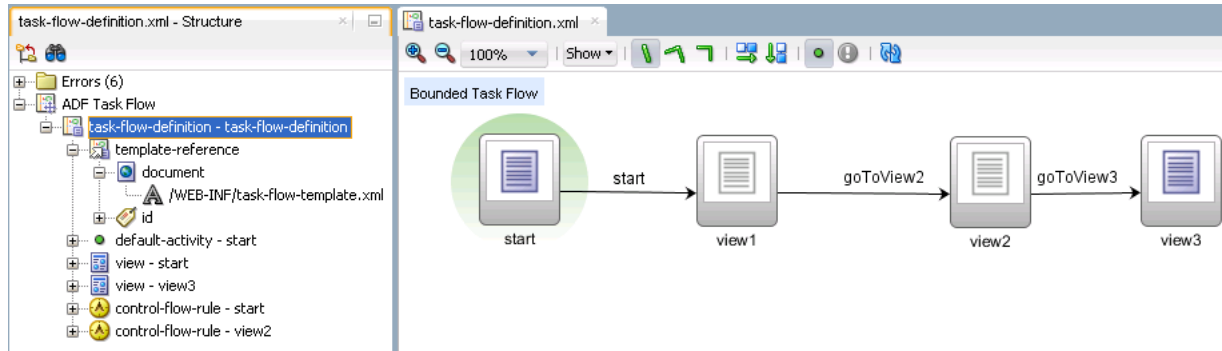 task-flow-definition.xml - Structure
Errors (6)
ADF Task Flow
task-flow-definition - task-flow-definition
template-reference
document
/WEB-INF/task-flow-template.xml
id
default-activity - start
view - start
view - view3
control-flow-rule - start
control-flow-rule - view2
task-flow-definition.xml
100%
Show
Bounded Task Flow
start
goToView2
goToView3
start
view1
view2
view3